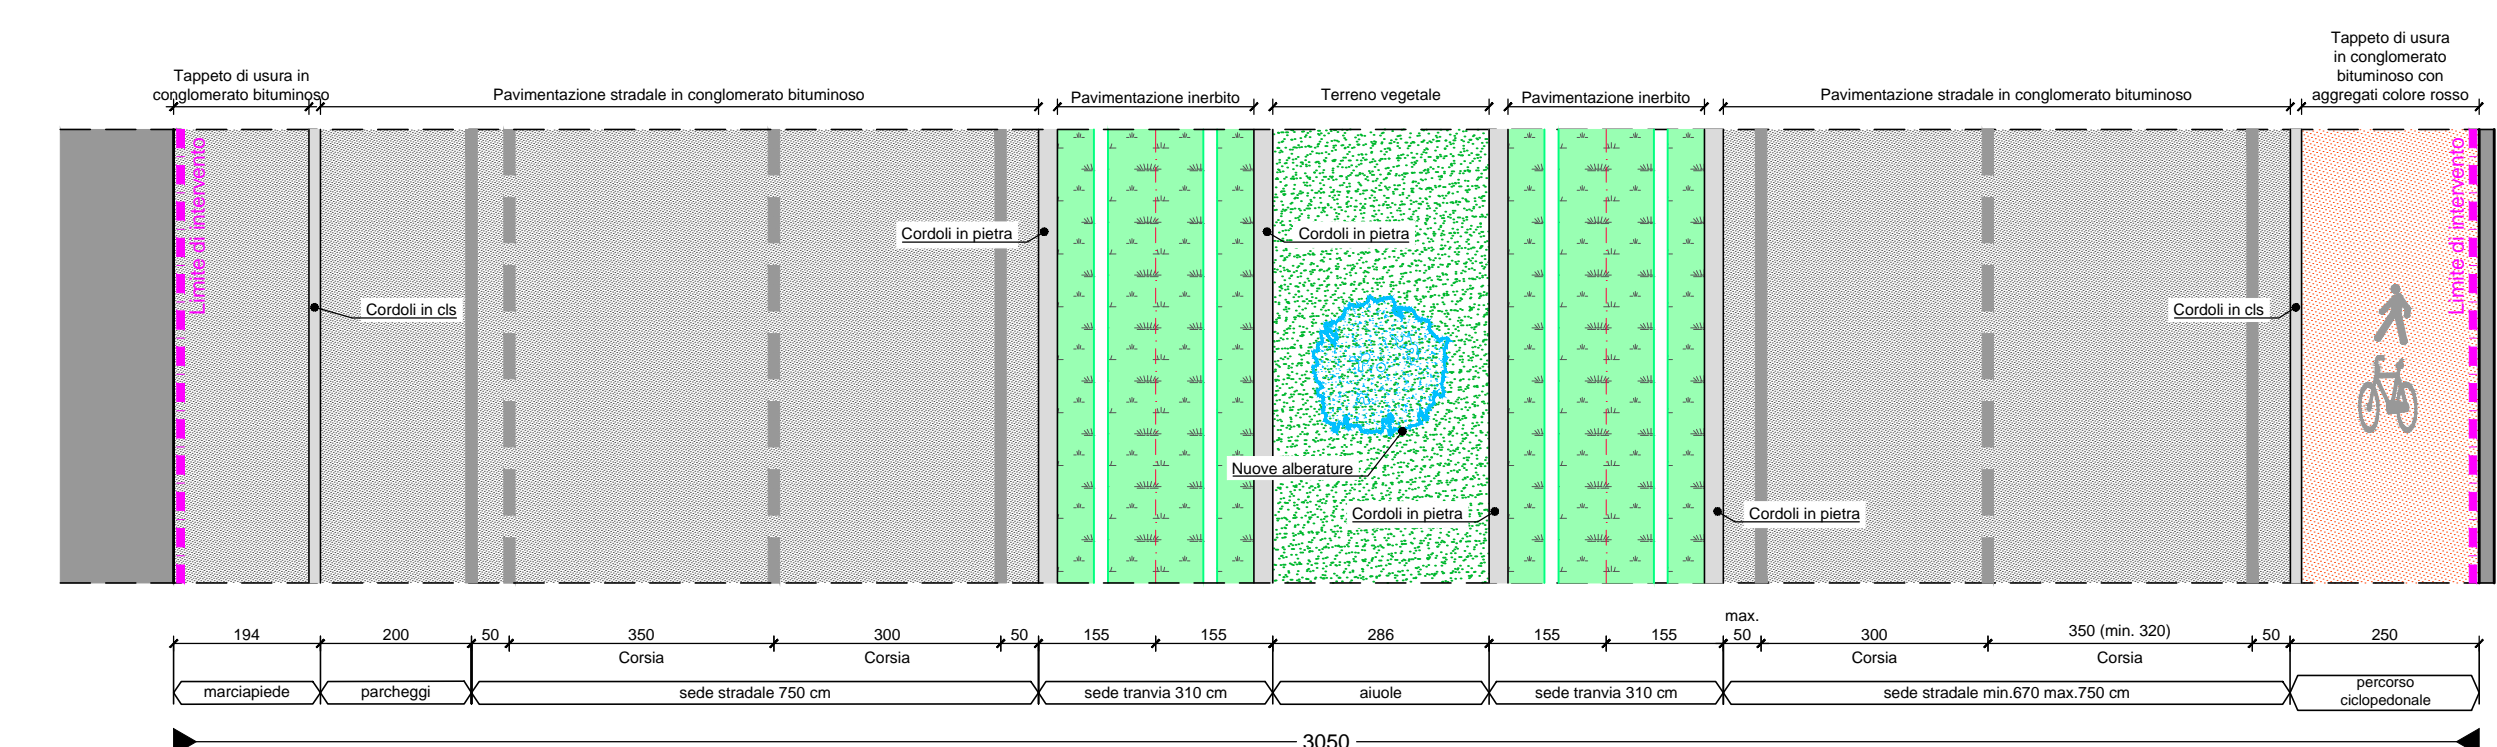 Tappeto di usura in
conglomerato bituminoso
Pavimentazione stradale in conglomerato bituminoso
Pavimentazione inerbito
Terreno vegetale
Pavimentazione inerbito
Pavimentazione stradale in conglomerato bituminoso
Tappeto di usura
in conglomerato
bituminoso con
aggregati colore rosso
Limite di intervento
Limite di intervento
Cordoli in pietra
Cordoli in pietra
Cordoli in cls
Cordoli in cls
Nuove alberature
Cordoli in pietra
Cordoli in pietra
max.
194
200
50
350
300
50
155
155
286
155
155
50
300
350 (min. 320)
50
250
Corsia
Corsia
Corsia
Corsia
marciapiede
parcheggi
sede stradale 750 cm
sede tranvia 310 cm
aiuole
sede tranvia 310 cm
sede stradale min.670 max.750 cm
percorso
ciclopedonale
3050